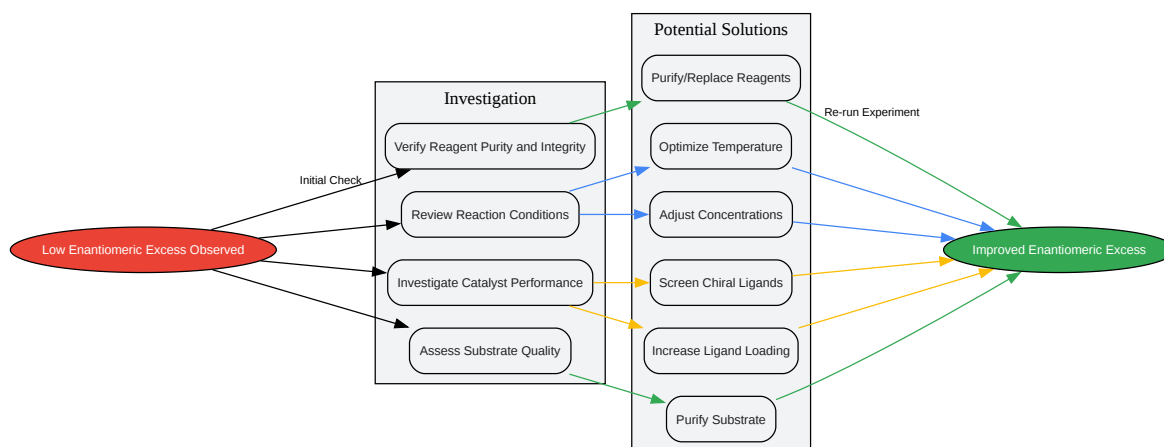 Potential Solutions
Purify/Replace Reagents
Investigation
Re-run Experiment
Verify Reagent Purity and Integrity
Optimize Temperature
Initial Check
Review Reaction Conditions
Adjust Concentrations
Low Enantiomeric Excess Observed
Improved Enantiomeric Excess
Investigate Catalyst Performance
Screen Chiral Ligands
Assess Substrate Quality
Increase Ligand Loading
Purify Substrate